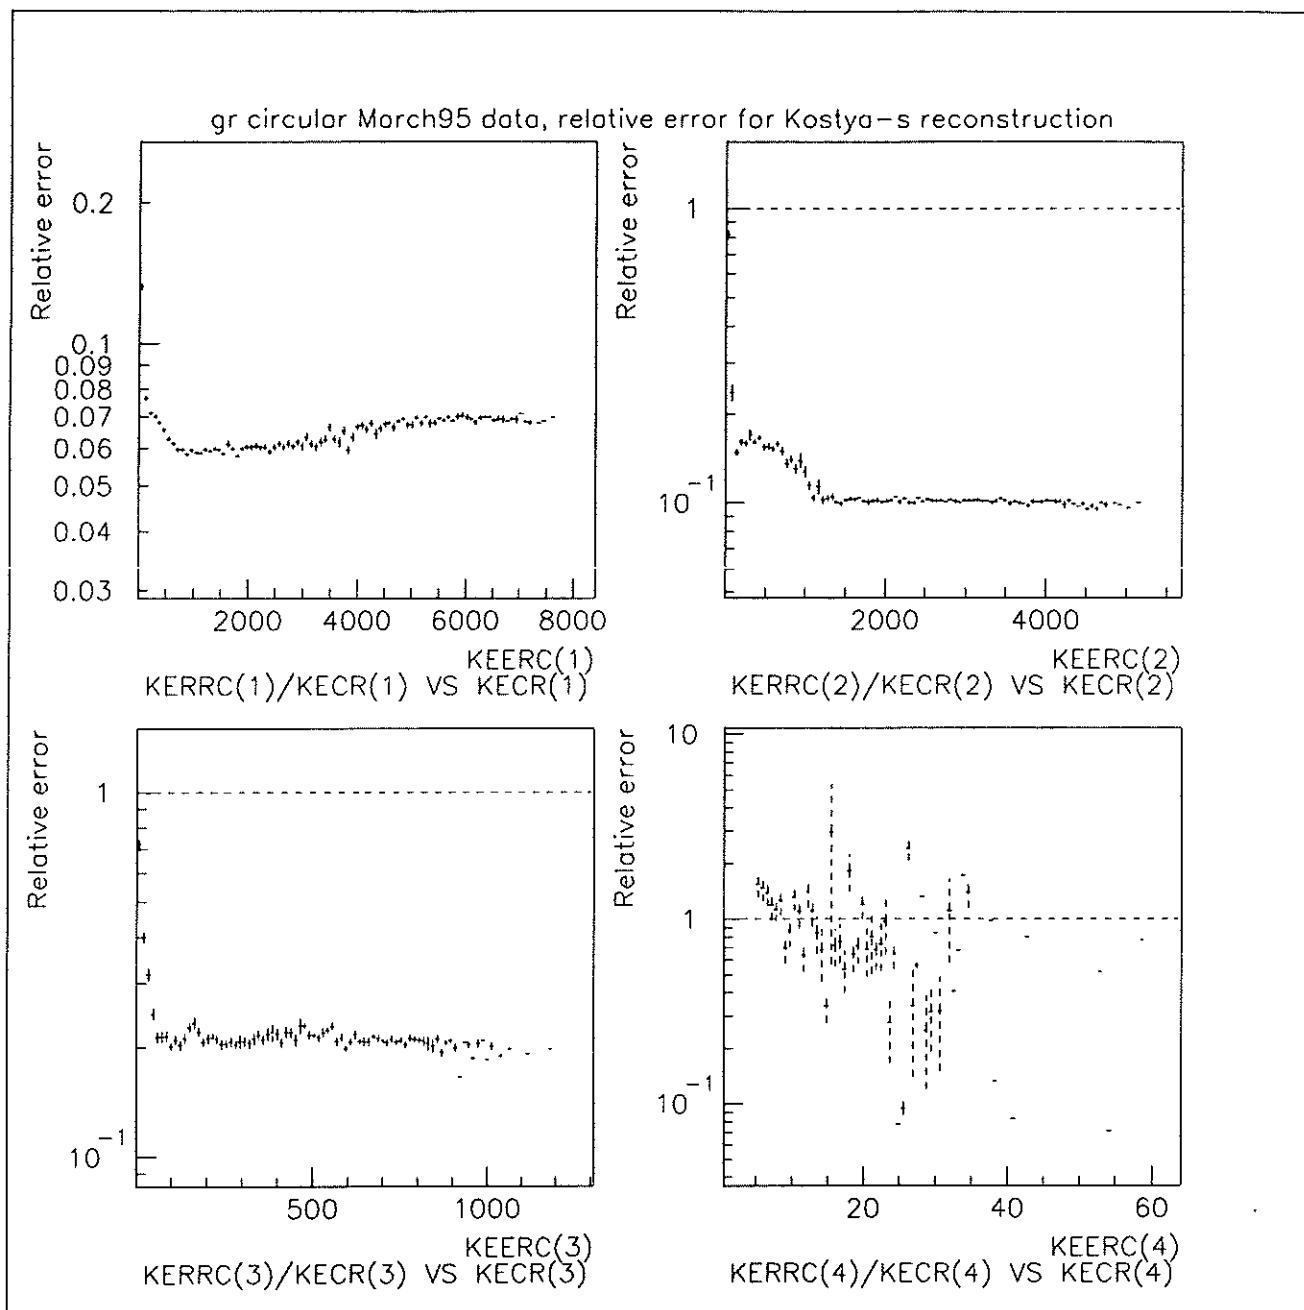 gr circular March95 data, relative error for Kostya-s reconstruction
Relative error
0.2
0.1
0.09
0.08
0.07
0.06
0.05
0.04
0.03
2000 4000 6000 8000
KEERC(1)
KERRC(1)/KECR(1) VS KECR(1)
Relative error
1
10⁻¹
2000 4000
KEERC(2)
KERRC(2)/KECR(2) VS KECR(2)
Relative error
1
10⁻¹
500 1000
KEERC(3)
KERRC(3)/KECR(3) VS KECR(3)
Relative error
10
1
10⁻¹
20 40 60
KEERC(4)
KERRC(4)/KECR(4) VS KECR(4)